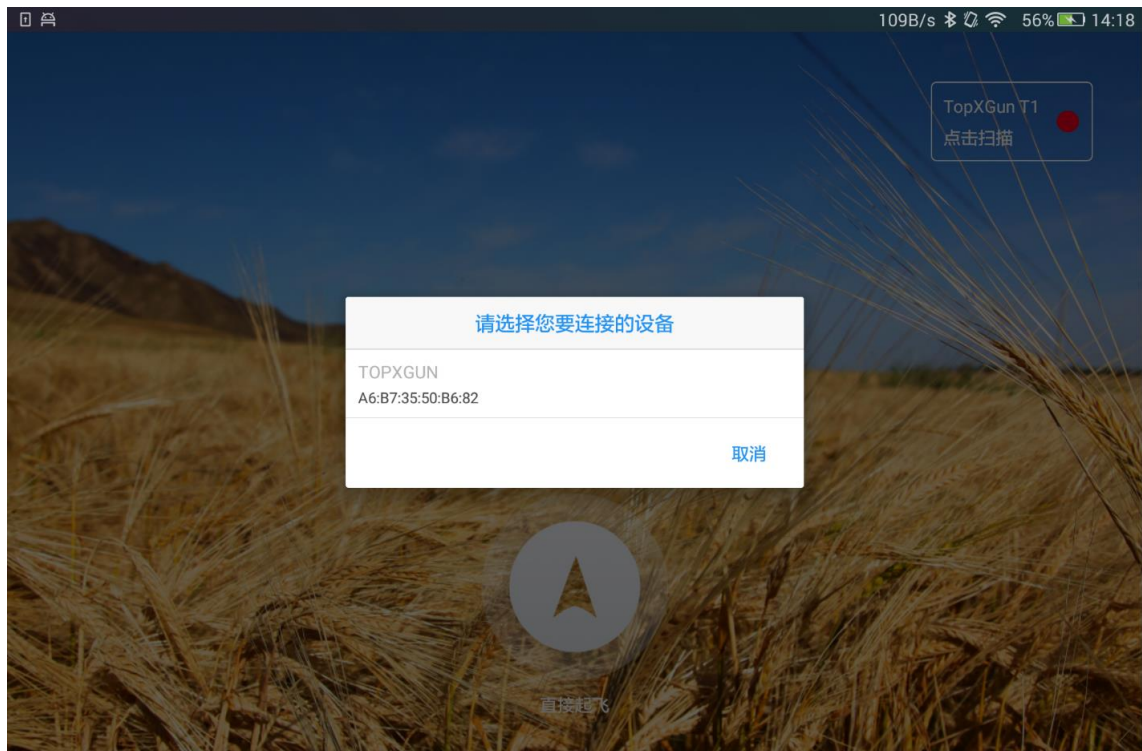 109B/s 56% 14:18
TopXGun T1
点击扫描
请选择您要连接的设备
TOPXGUN
A6:B7:35:50:B6:82
取消
直接起飞